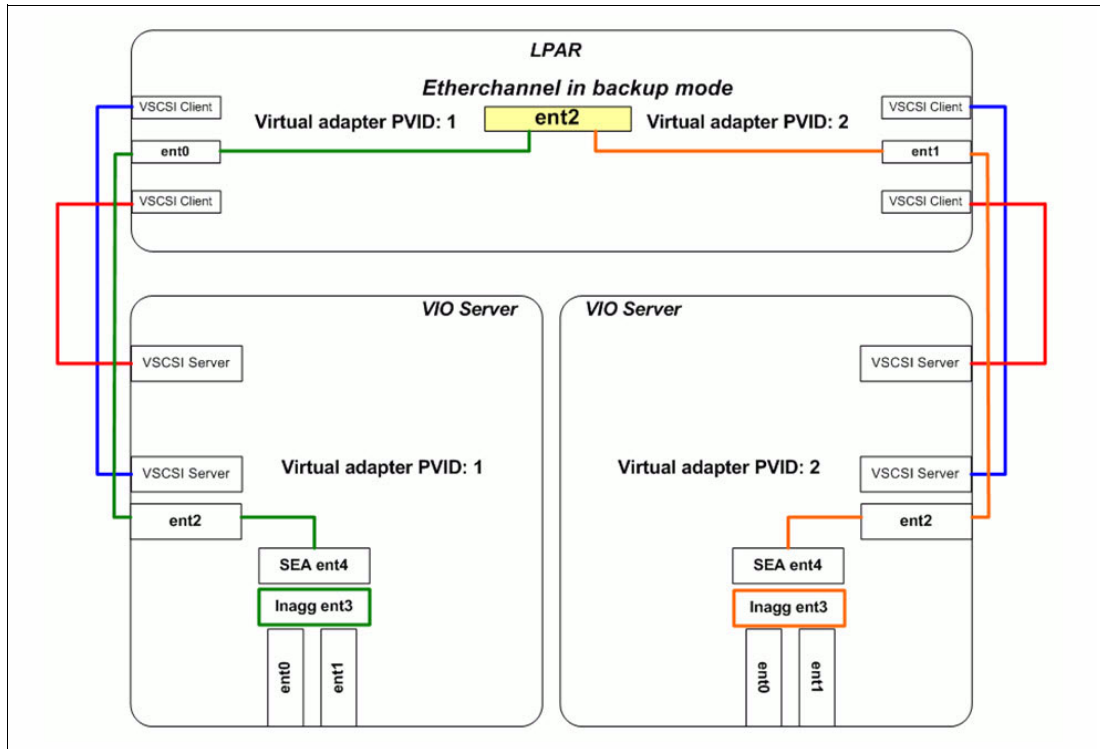 LPAR
Etherchannel in backup mode
VSCSI Client
VSCSI Client
Virtual adapter PVID: 1
ent2
Virtual adapter PVID: 2
ent0
ent1
VSCSI Client
VSCSI Client
VIO Server
VIO Server
VSCSI Server
VSCSI Server
VSCSI Server
Virtual adapter PVID: 1
Virtual adapter PVID: 2
VSCSI Server
ent2
ent2
SEA ent4
SEA ent4
lnagg ent3
lnagg ent3
ent0
ent1
ent0
ent1